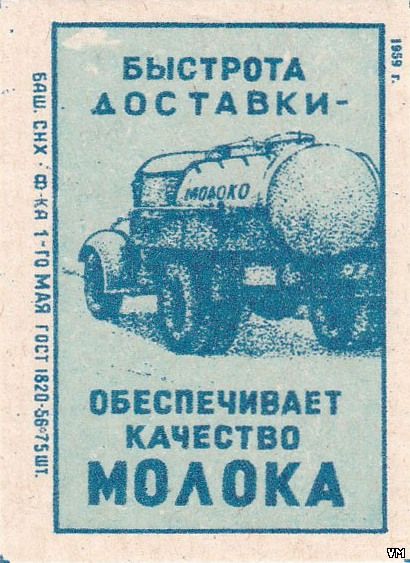 БЫСТРОТА
ДОСТАВКИ-
МОЛОКО
ОБЕСПЕЧИВАЕТ
КАЧЕСТВО
МОЛОКА
БАШ. СНХ · Ф-КА 1-ГО МАЯ ГОСТ 1820-56 75 ШТ.
1959 г.
VM